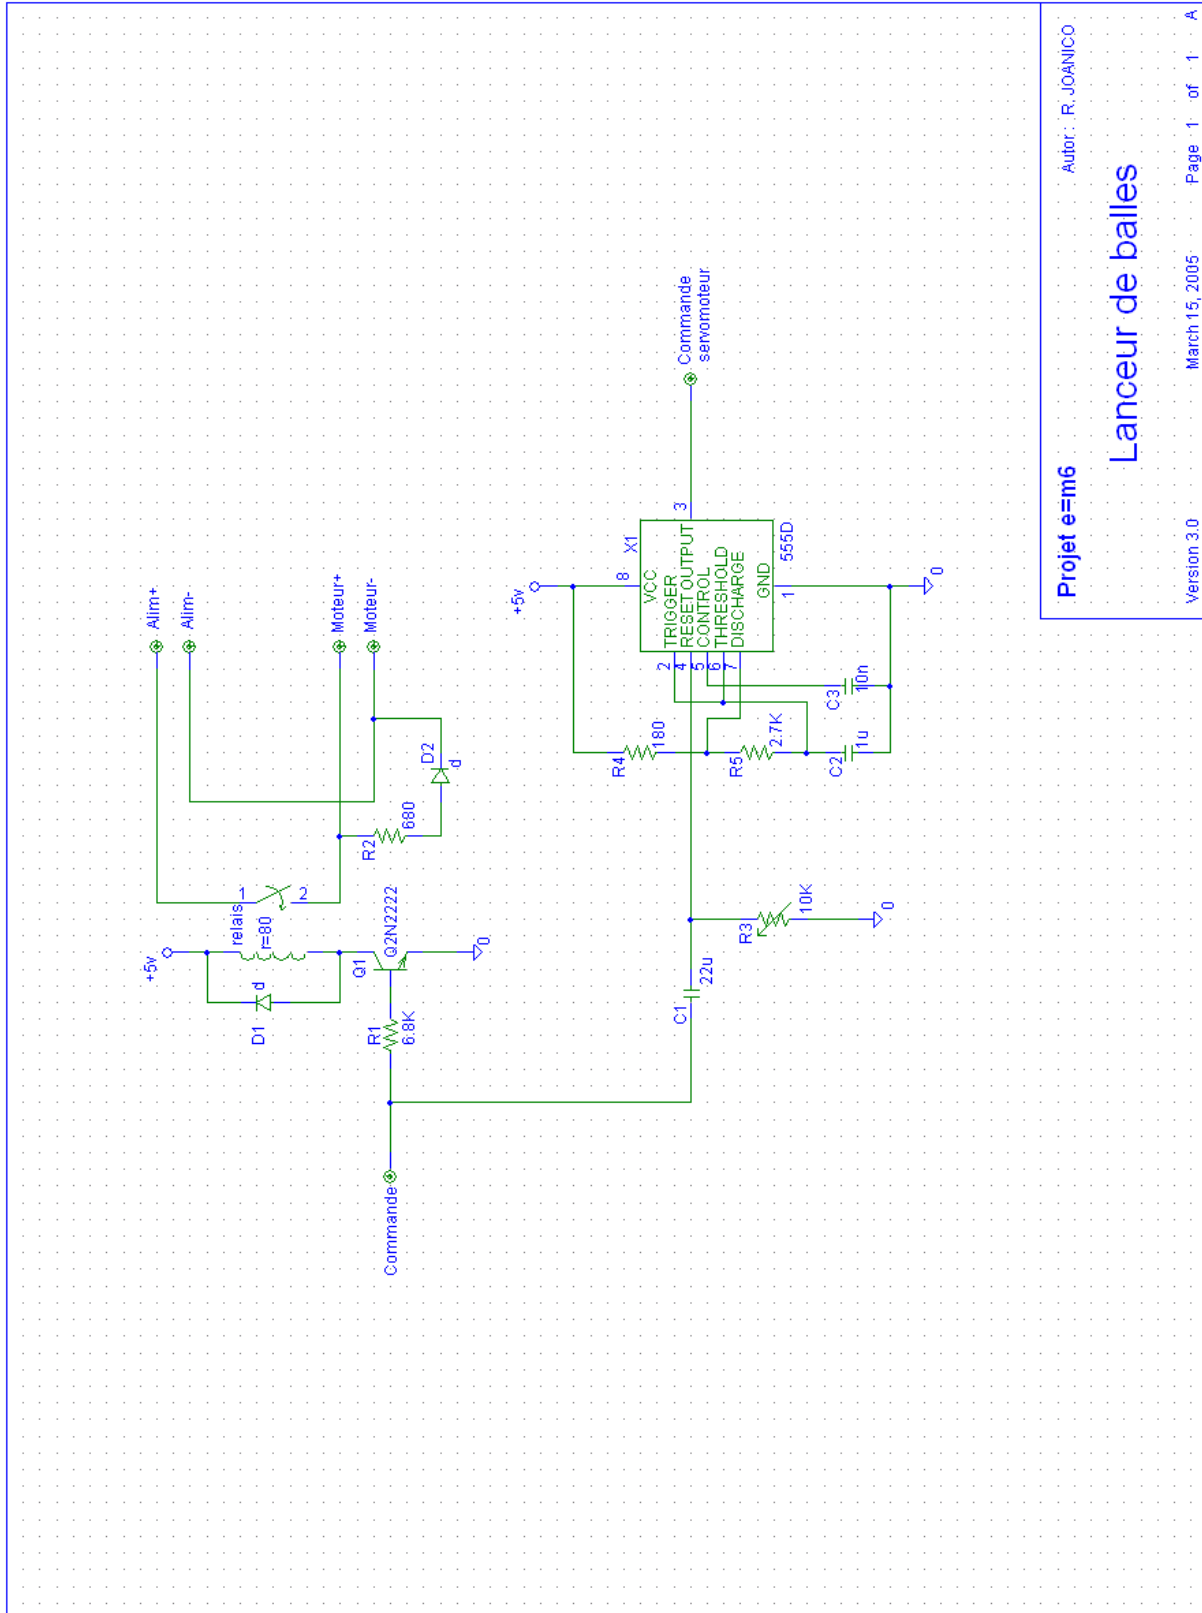 Alim+
Alim-
Moteur+
Moteur-
+5v
relais
r=80
1
2
D1
d
Q1
Q2N2222
0
R1
6.8K
R2
680
D2
d
Commande
C1
22u
R3
10K
0
+5v
R4
180
R5
2.7K
C2
1u
C3
10n
X1
8
VCC
2
TRIGGER
4
RESET
OUTPUT
3
5
CONTROL
6
THRESHOLD
7
DISCHARGE
GND
1
555D
0
Commande
servomoteur
Projet e=m6
Autor : R. JOANICO
Lanceur de balles
Version 3.0
March 15, 2005
Page 1 of 1
A